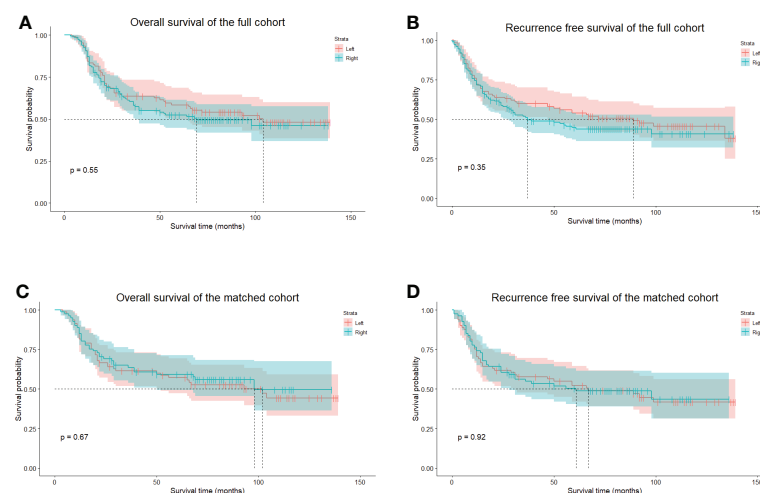 A
Overall survival of the full cohort
Strata
Left
Right
Survival probability
1.00
0.75
0.50
0.25
0.00
p = 0.55
0
50
100
150
Survival time (months)
B
Recurrence free survival of the full cohort
Strata
Left
Right
Survival probability
1.00
0.75
0.50
0.25
0.00
p = 0.35
0
50
100
150
Survival time (months)
C
Overall survival of the matched cohort
Strata
Left
Right
Survival probability
1.00
0.75
0.50
0.25
0.00
p = 0.67
0
50
100
150
Survival time (months)
D
Recurrence free survival of the matched cohort
Strata
Left
Right
Survival probability
1.00
0.75
0.50
0.25
0.00
p = 0.92
0
50
100
150
Survival time (months)